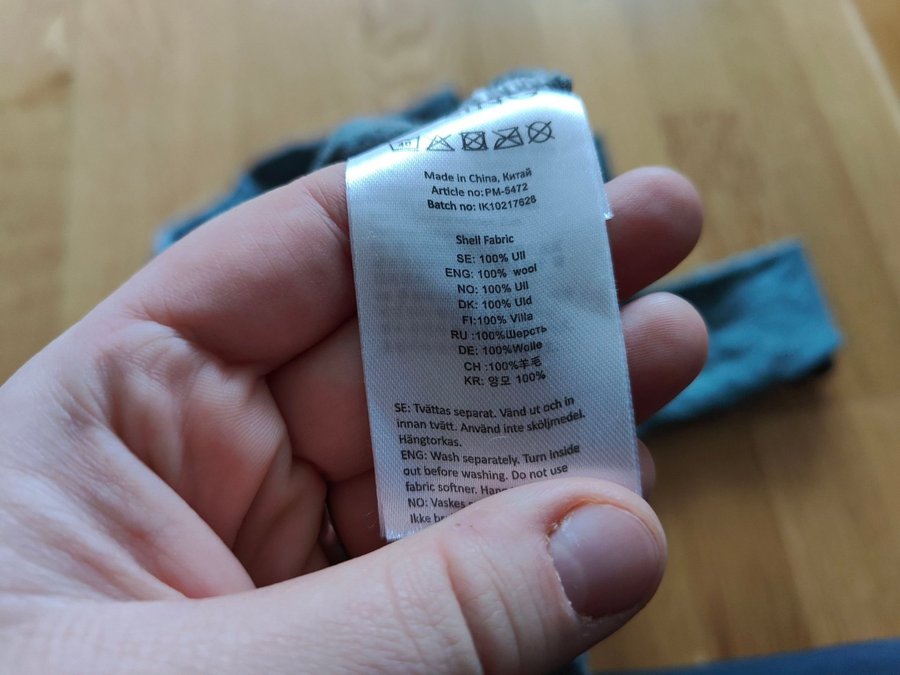 40
Made in China, Китай
Article no:PM-5472
Batch no: IK10217628
Shell Fabric
SE: 100% Ull
ENG: 100% wool
NO: 100% Ull
DK: 100% Uld
FI:100% Villa
RU :100%Шерсть
DE: 100%Wolle
CH :100%羊毛
KR: 양모 100%
SE: Tvättas separat. Vänd ut och in
innan tvätt. Använd inte sköljmedel.
Hängtorkas.
ENG: Wash separately. Turn inside
out before washing. Do not use
fabric softner.
NO: Vaskes
Ikke